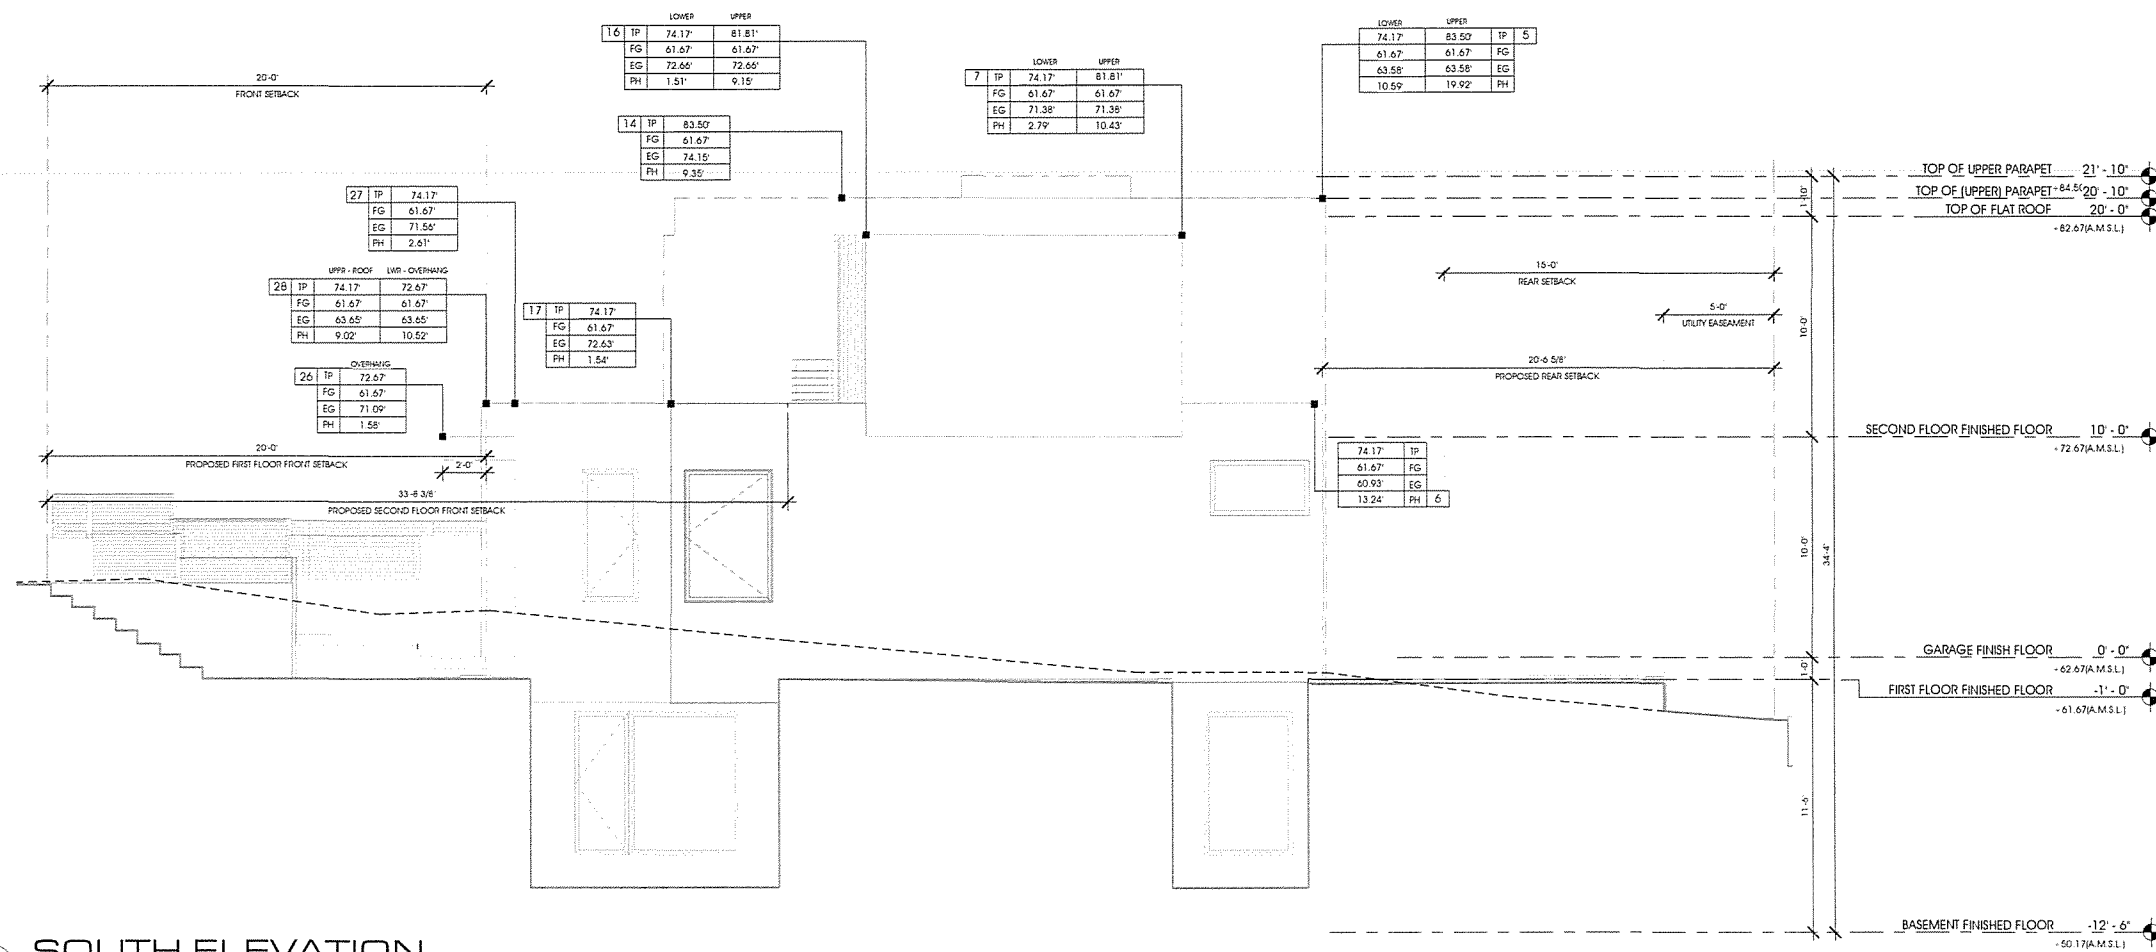 LOWER UPPER
16 TP 74.17' 81.81'
FG 61.67' 61.67'
EG 72.66' 72.66'
PH 1.51' 9.15'
LOWER UPPER
74.17' 83.50' TP 5
61.67' 61.67' FG
63.58' 63.58' EG
10.59' 19.92' PH
LOWER UPPER
7 TP 74.17' 81.81'
FG 61.67' 61.67'
EG 71.38' 71.38'
PH 2.79' 10.43'
20'-0"
FRONT SETBACK
14 TP 83.50'
FG 61.67'
EG 74.15'
PH 9.35'
27 TP 74.17'
FG 61.67'
EG 71.56'
PH 2.61'
UPPR - ROOF LWR - OVERHANG
28 TP 74.17' 72.67'
FG 61.67' 61.67'
EG 63.65' 63.65'
PH 9.02' 10.52'
17 TP 74.17'
FG 61.67'
EG 72.63'
PH 1.54'
OVERHANG
26 TP 72.67'
FG 61.67'
EG 71.09'
PH 1.58'
20'-0"
PROPOSED FIRST FLOOR FRONT SETBACK
2'-0"
33'-8 3/8"
PROPOSED SECOND FLOOR FRONT SETBACK
15'-0"
REAR SETBACK
5'-0"
UTILITY EASEAMENT
20'-6 5/8"
PROPOSED REAR SETBACK
74.17' TP
61.67' FG
60.93' EG
13.24' PH 6
1'-10"
10'-0"
10'-0"
34'-4"
1'-0"
11'-6"
TOP OF UPPER PARAPET 21' - 10"
TOP OF (UPPER) PARAPET 20' - 10"
TOP OF FLAT ROOF 20' - 0"
+82.67(A.M.S.L.)
SECOND FLOOR FINISHED FLOOR 10' - 0"
+72.67(A.M.S.L.)
GARAGE FINISH FLOOR 0' - 0"
+62.67(A.M.S.L.)
FIRST FLOOR FINISHED FLOOR -1' - 0"
+61.67(A.M.S.L.)
BASEMENT FINISHED FLOOR -12' - 6"
+50.17(A.M.S.L.)
SOUTH ELEVATION